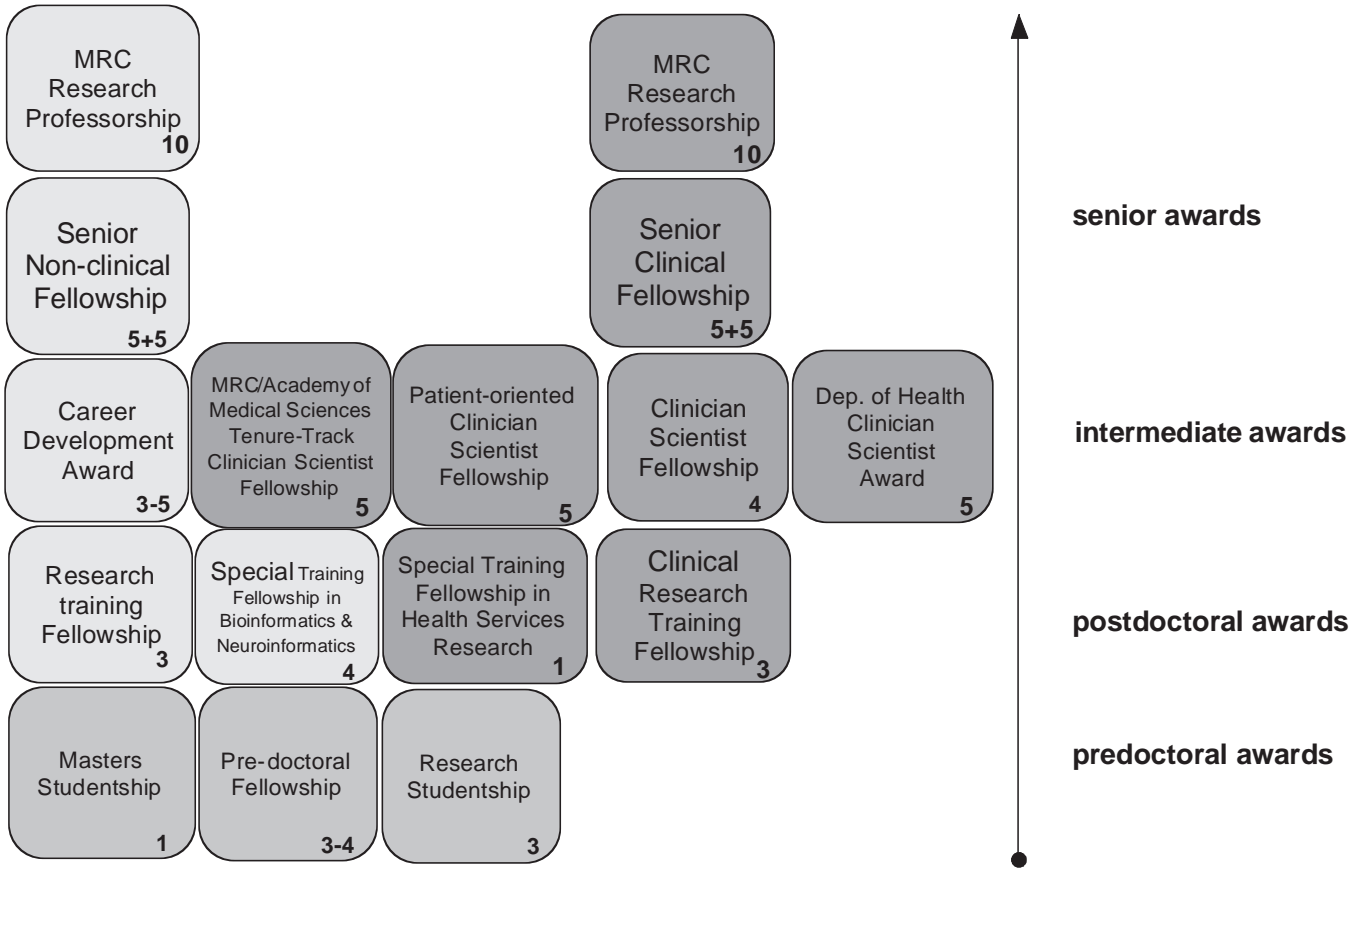 MRC
Research
Professorship
10
MRC
Research
Professorship
10
Senior
Non-clinical
Fellowship
5+5
Senior
Clinical
Fellowship
5+5
senior awards
Career
Development
Award
3-5
MRC/Academy of
Medical Sciences
Tenure-Track
Clinician Scientist
Fellowship
5
Patient-oriented
Clinician
Scientist
Fellowship
5
Clinician
Scientist
Fellowship
4
Dep. of Health
Clinician
Scientist
Award
5
intermediate awards
Research
training
Fellowship
3
Special Training
Fellowship in
Bioinformatics &
Neuroinformatics
4
Special Training
Fellowship in
Health Services
Research
1
Clinical
Research
Training
Fellowship
3
postdoctoral awards
Masters
Studentship
1
Pre-doctoral
Fellowship
3-4
Research
Studentship
3
predoctoral awards